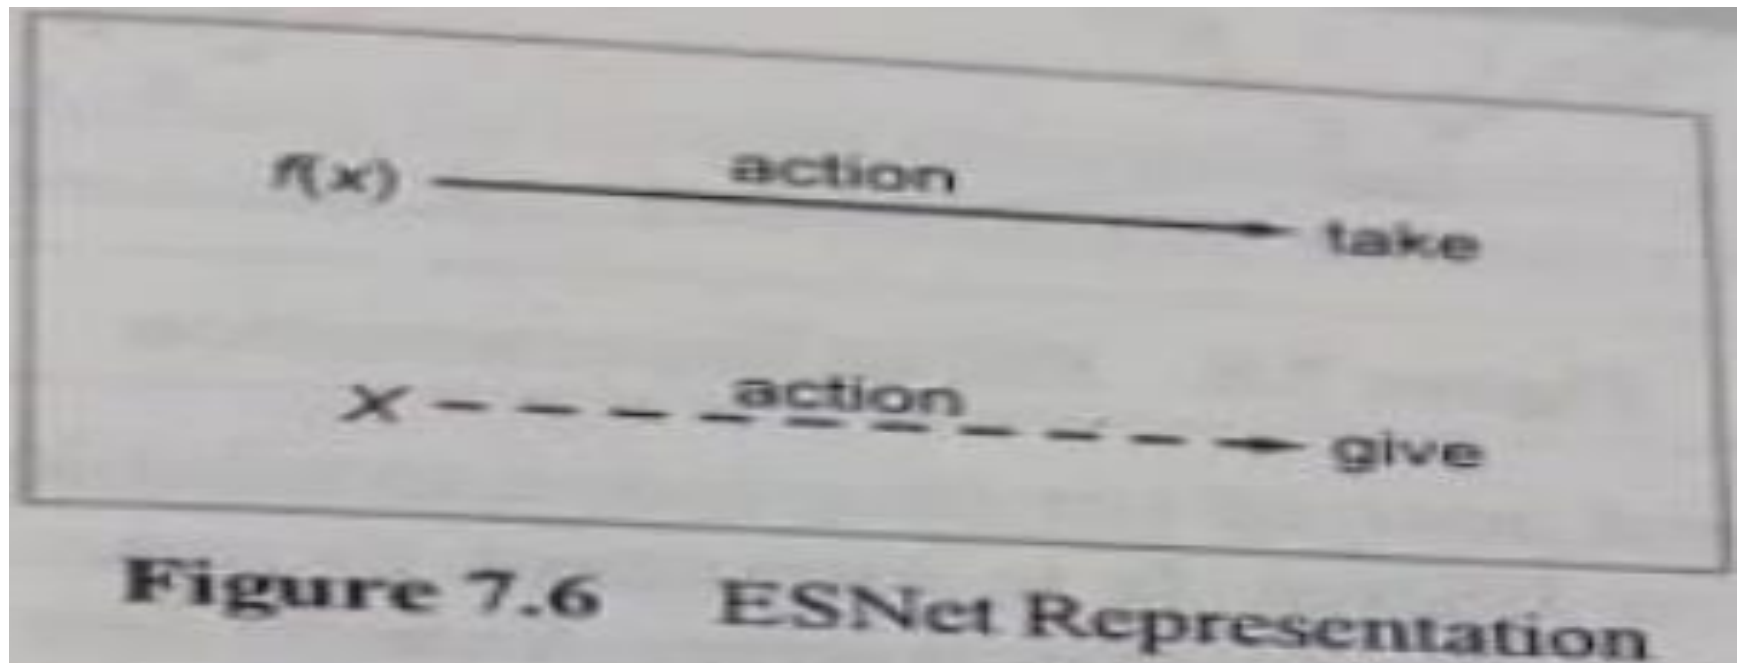 action
f(x) take
action
X give
Figure 7.6 ESNet Representation